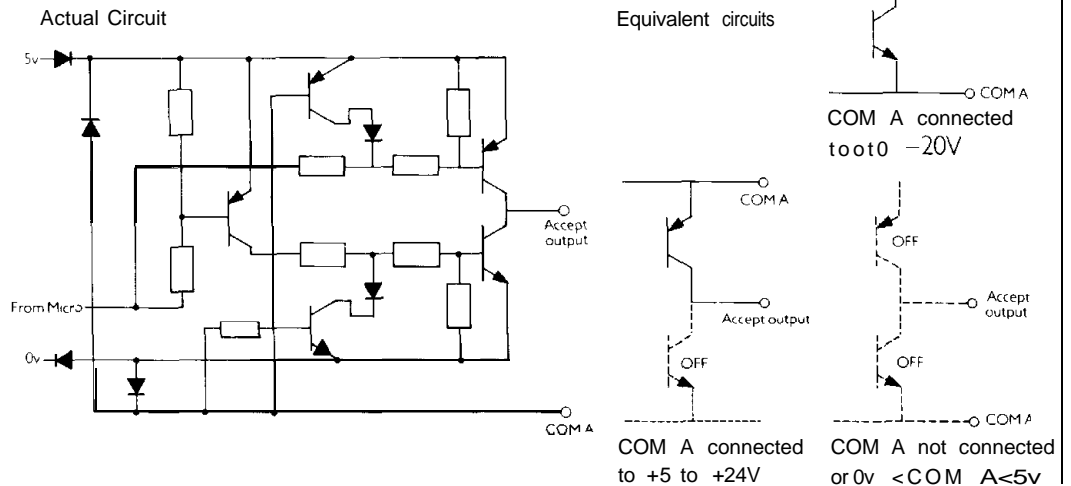 Actual Circuit
5v
From Micro
0v
Accept
output
COM A
Equivalent circuits
COM A
COM A connected
toot0 −20V
COM A
OFF
Accept output
COM A connected
to +5 to +24V
OFF
OFF
Accept
output
COM A
COM A not connected
or 0v <COM A<5v